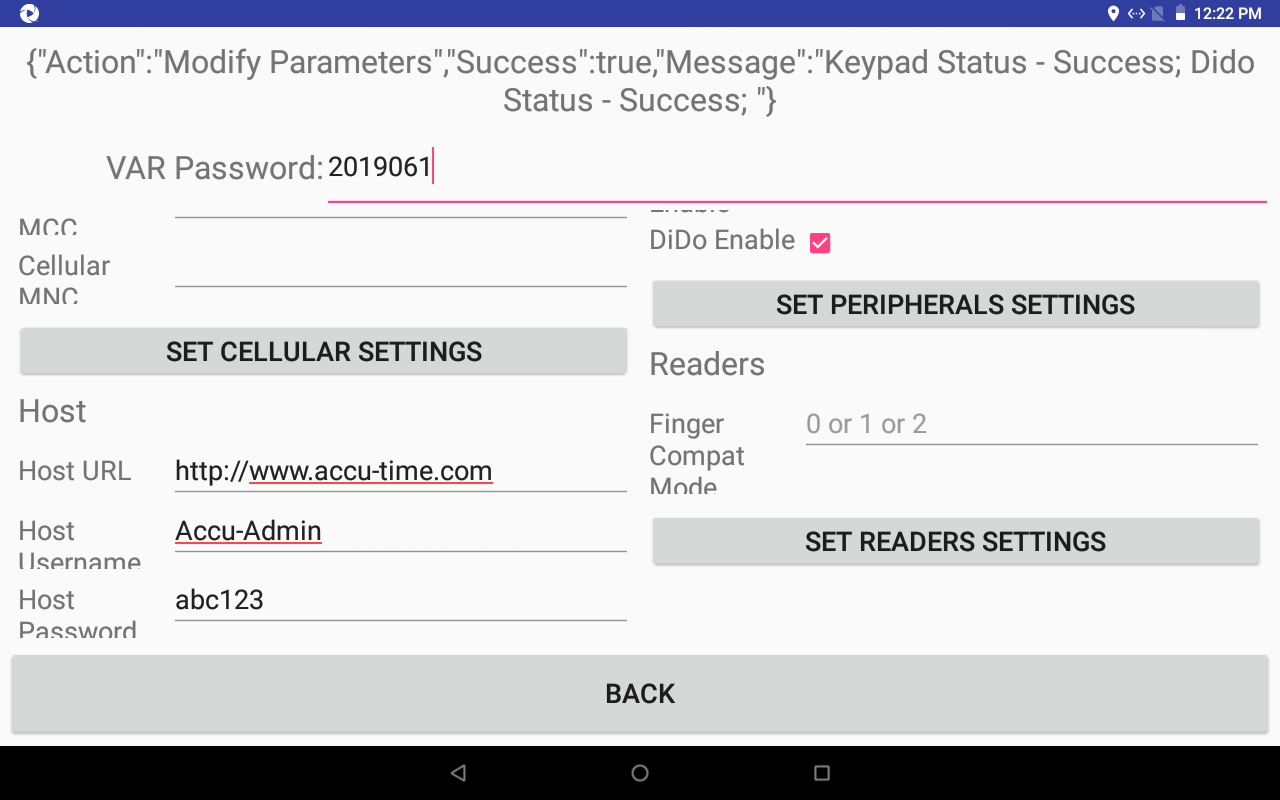 12:22 PM
{"Action":"Modify Parameters","Success":true,"Message":"Keypad Status - Success; Dido
Status - Success; "}
VAR Password: 2019061
MCC
Enable
DiDo Enable
Cellular
MNC
SET PERIPHERALS SETTINGS
SET CELLULAR SETTINGS
Readers
Host
Finger
Compat
Mode
0 or 1 or 2
Host URL
http://www.accu-time.com
Host
Username
Accu-Admin
SET READERS SETTINGS
Host
Password
abc123
BACK